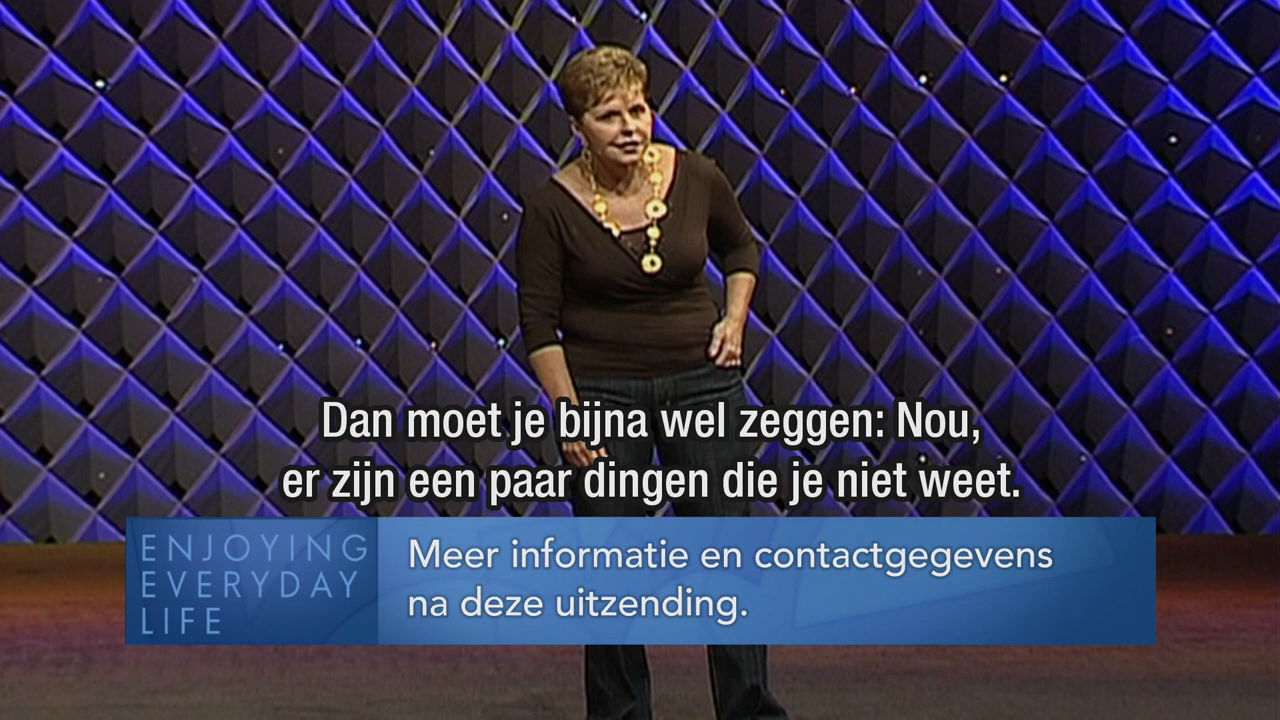 Dan moet je bijna wel zeggen: Nou,
er zijn een paar dingen die je niet weet.
ENJOYING
EVERYDAY
LIFE
Meer informatie en contactgegevens
na deze uitzending.